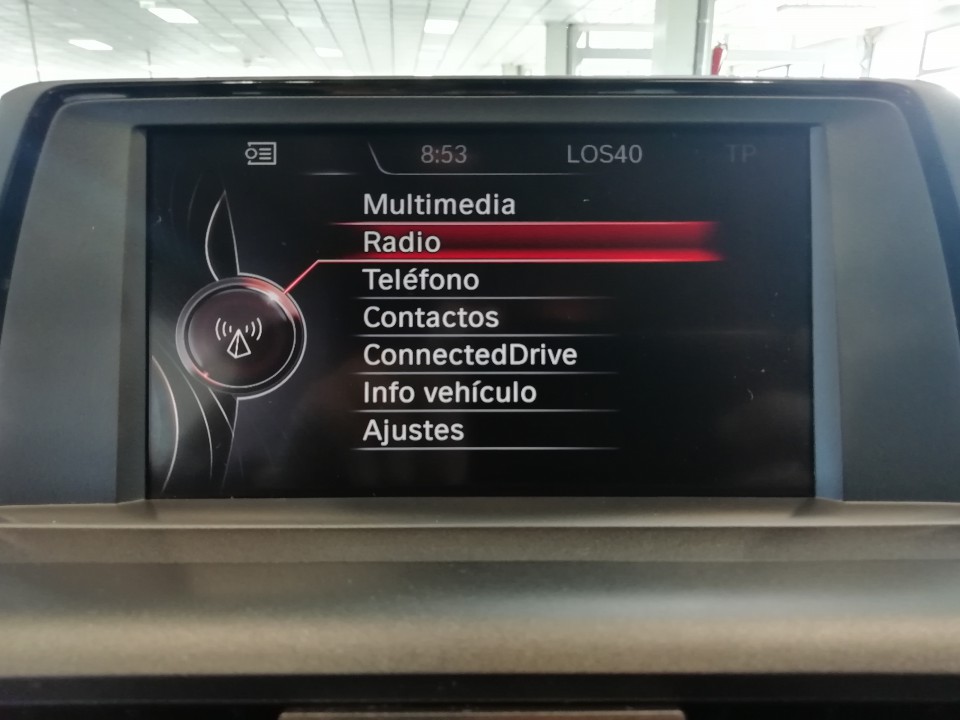 8:53 LOS40 TP
Multimedia
Radio
Teléfono
Contactos
ConnectedDrive
Info vehículo
Ajustes